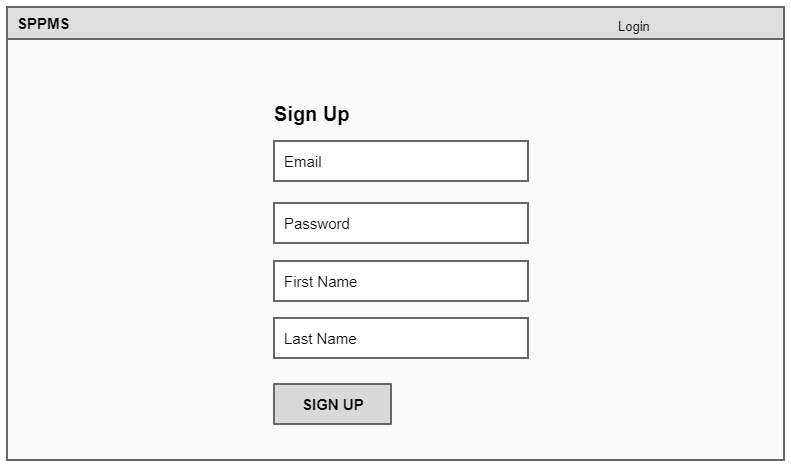 SPPMS
Login
Sign Up
Email
Password
First Name
Last Name
SIGN UP